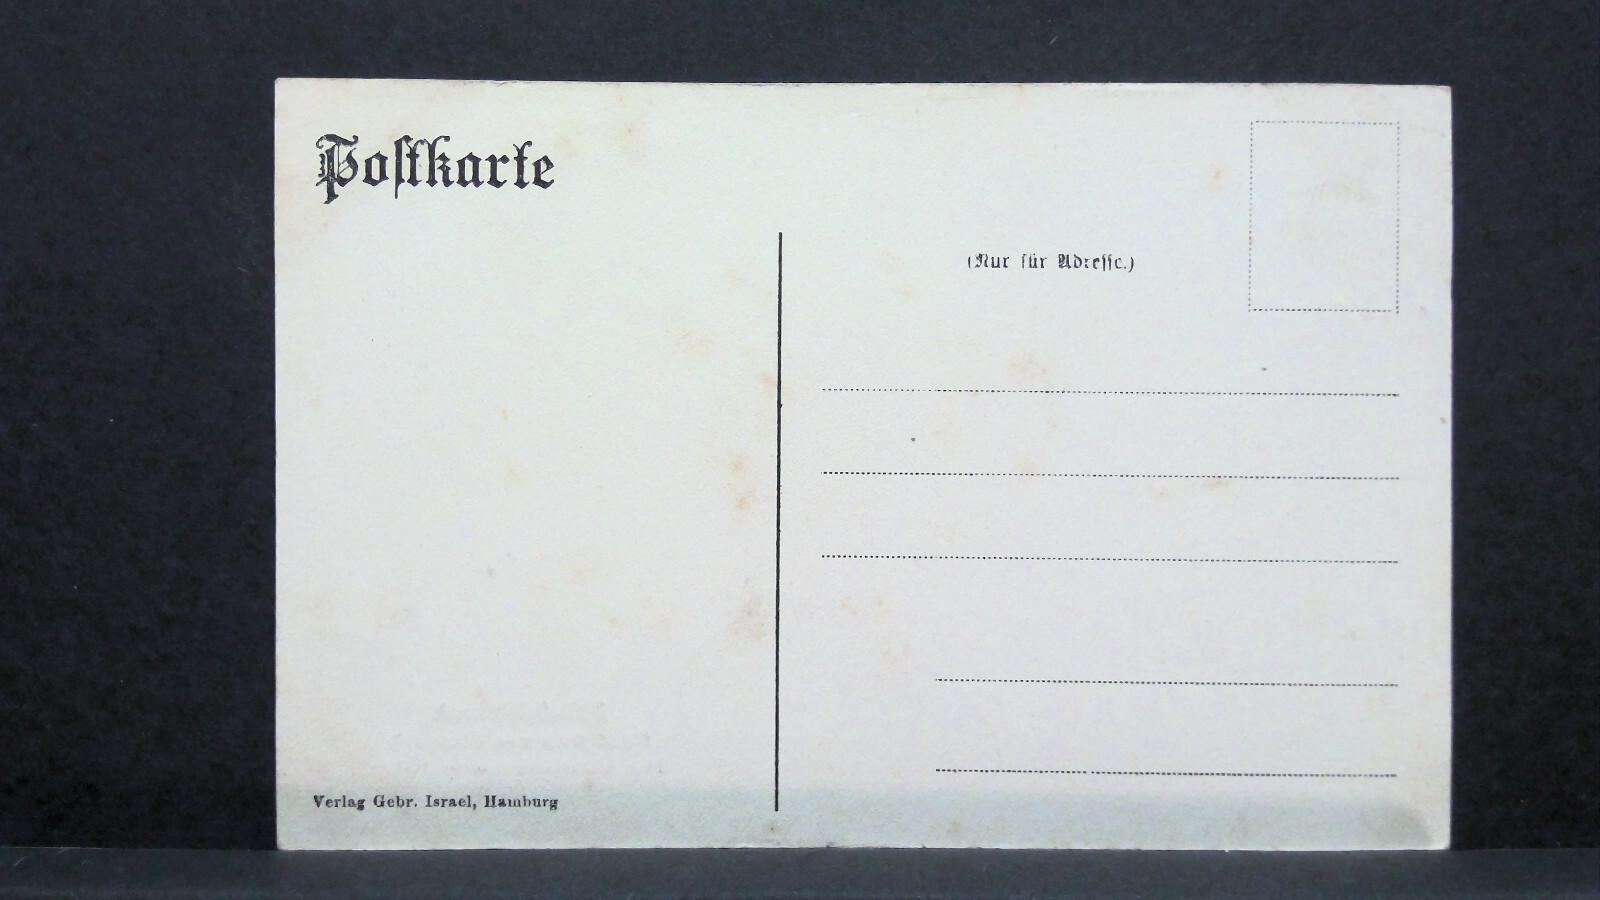 Postkarte
(Nur für Adresse.)
Verlag Gebr. Israel, Hamburg